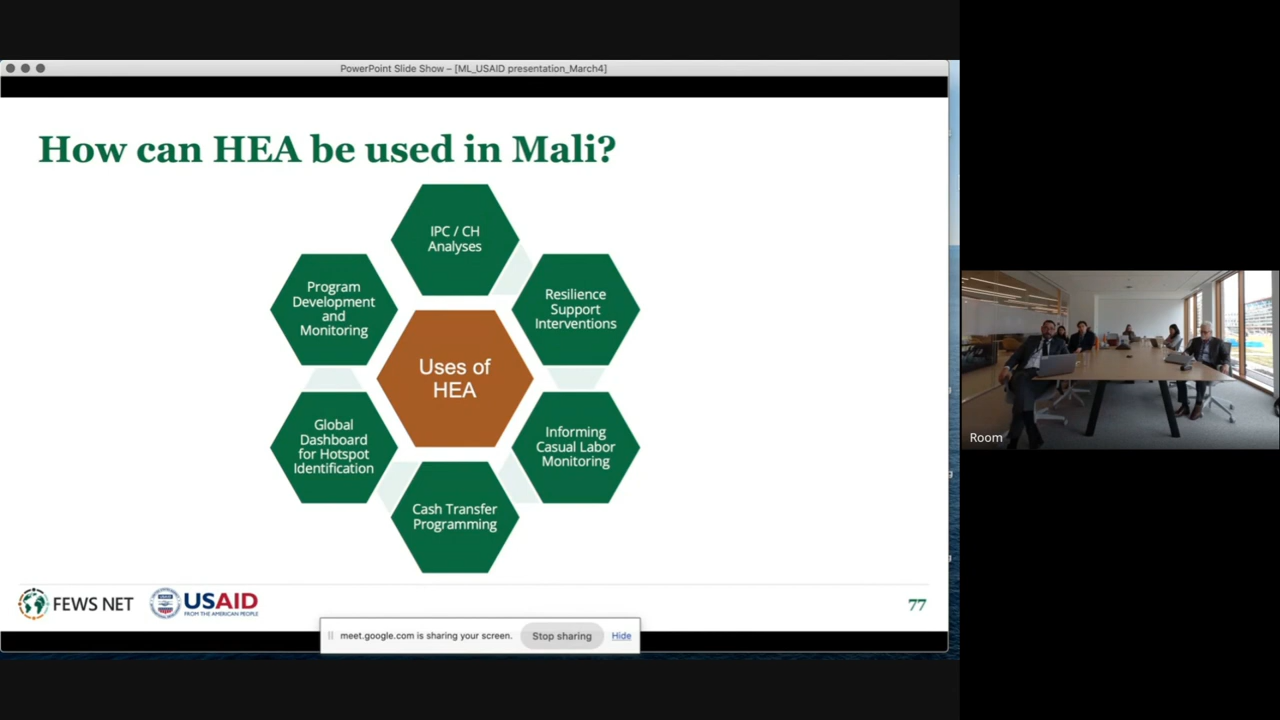 PowerPoint Slide Show – [ML_USAID presentation_March4]
How can HEA be used in Mali?
IPC / CH
Analyses
Resilience
Support
Interventions
Informing
Casual Labor
Monitoring
Cash Transfer
Programming
Global
Dashboard
for Hotspot
Identification
Program
Development
and
Monitoring
Uses of
HEA
FEWS NET
USAID
FROM THE AMERICAN PEOPLE
77
meet.google.com is sharing your screen.
Stop sharing
Hide
Room